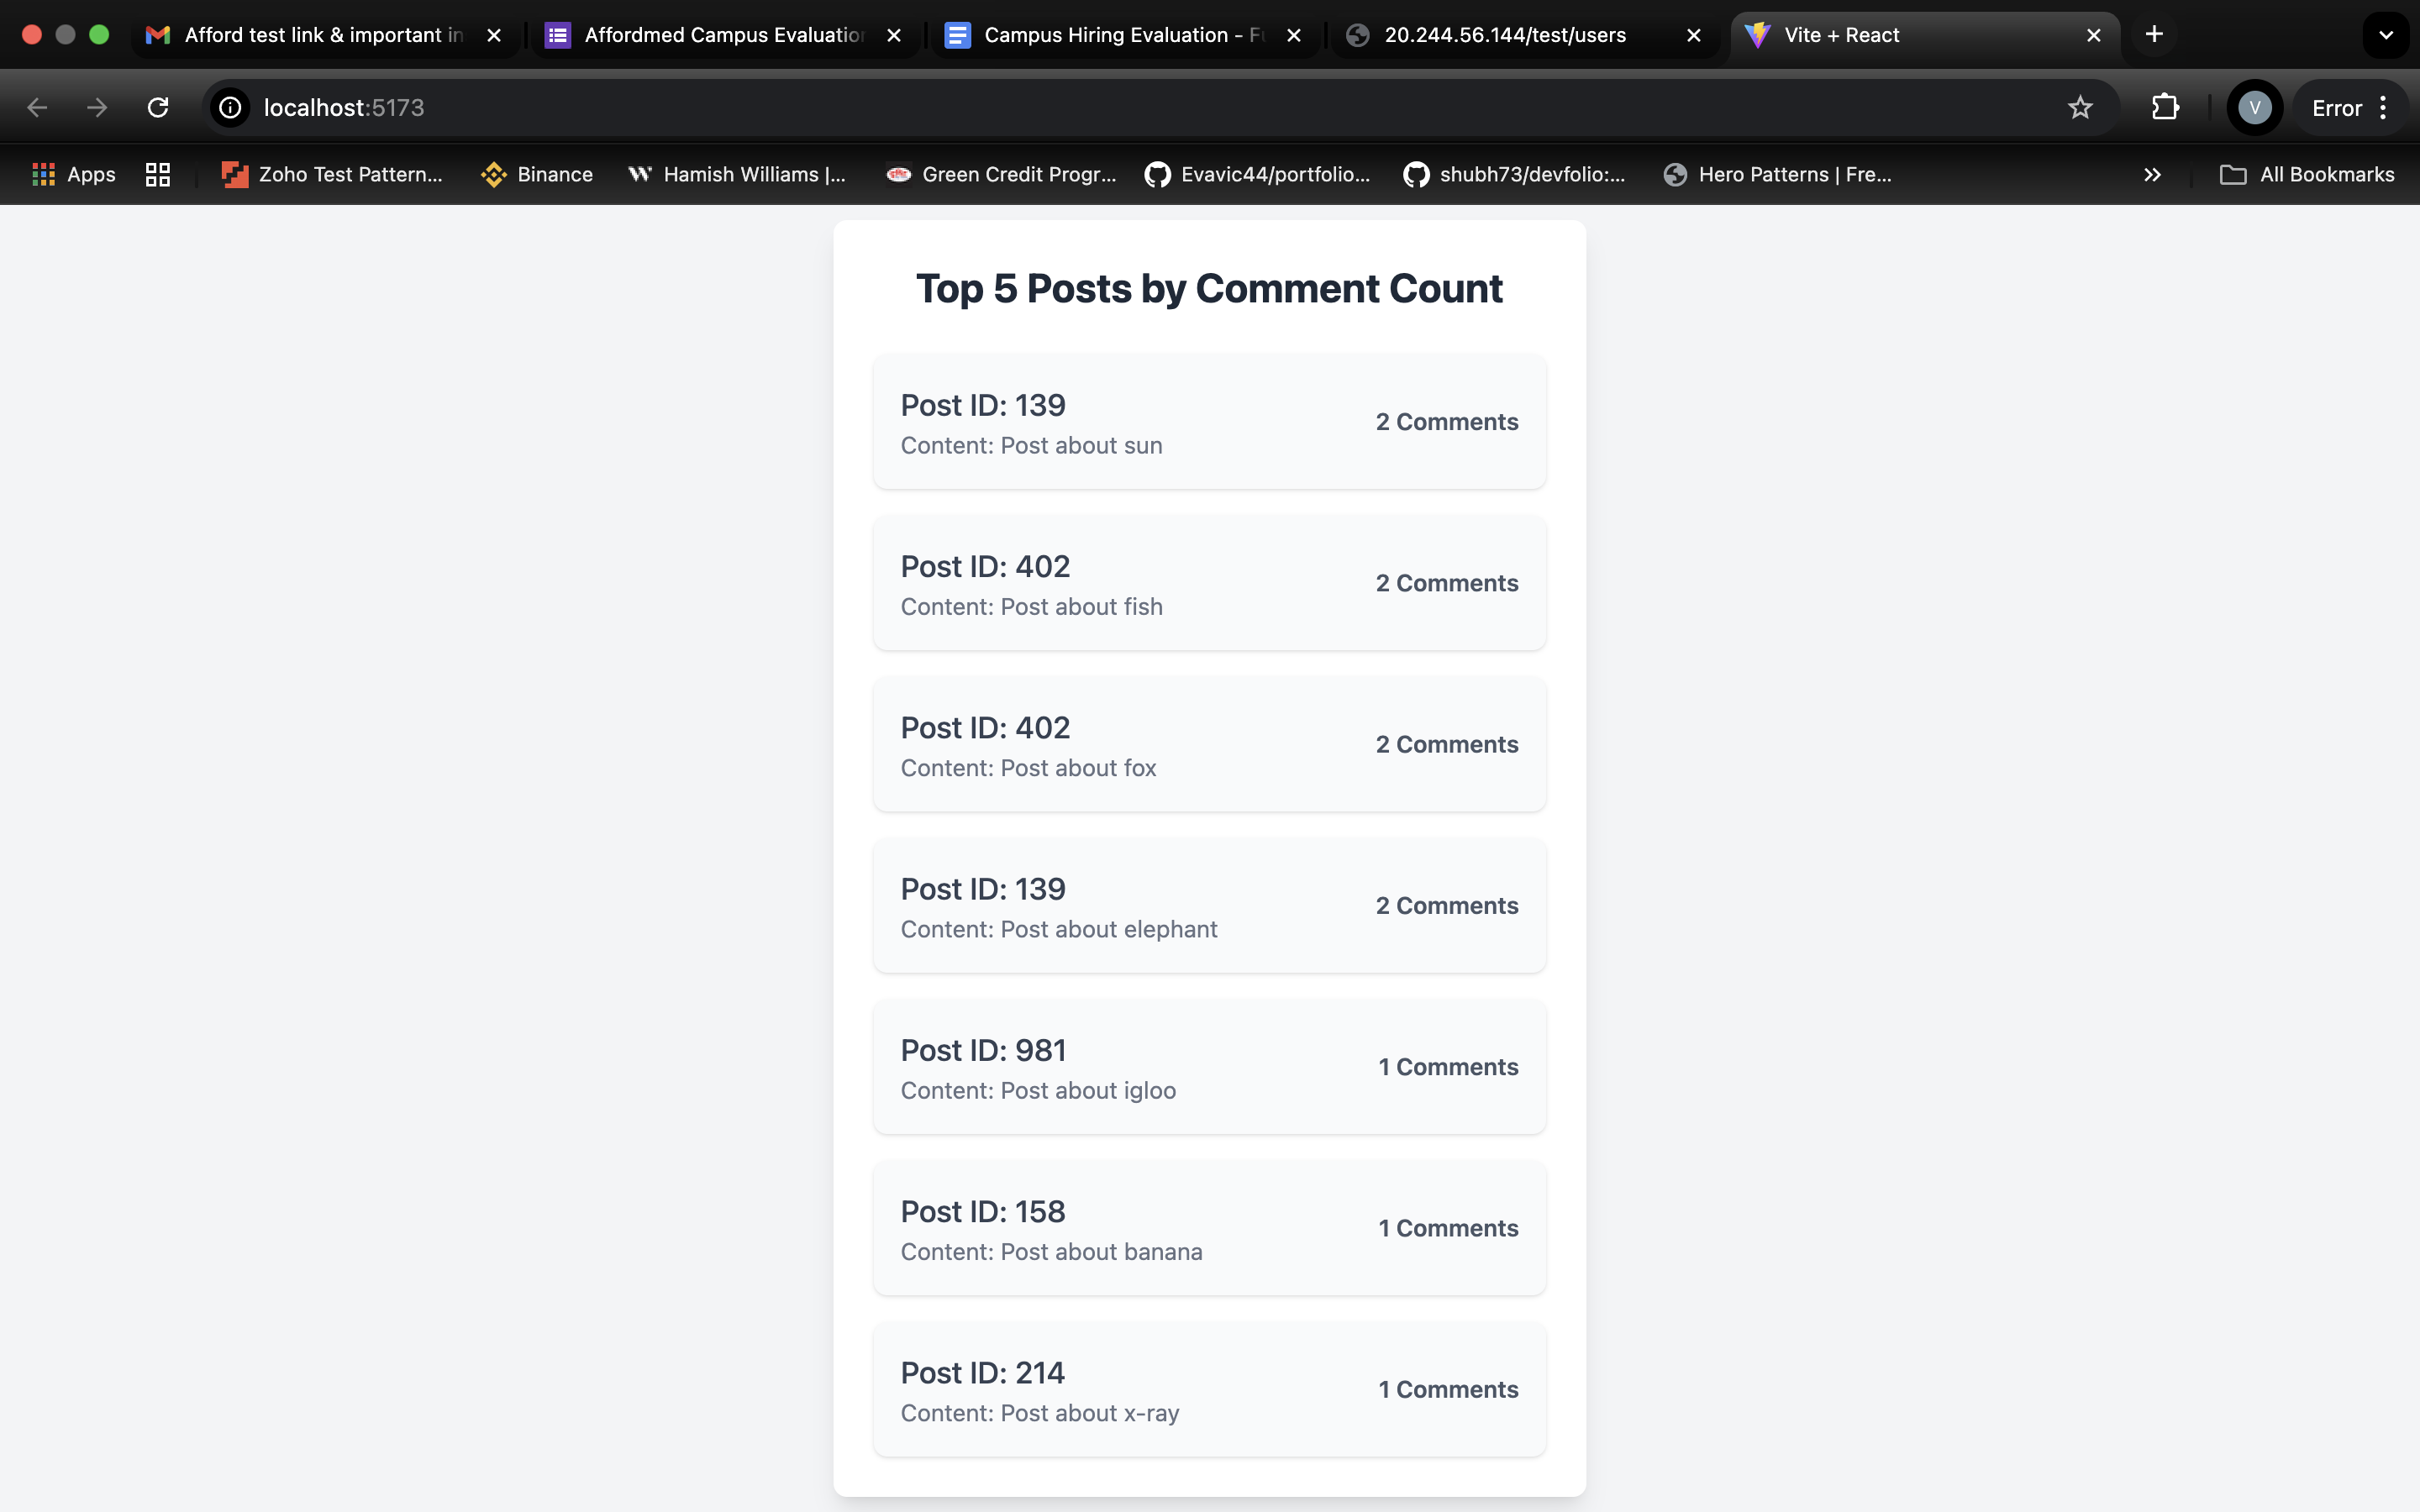 Afford test link & important in
Affordmed Campus Evaluation
Campus Hiring Evaluation - Fu
20.244.56.144/test/users
Vite + React
localhost:5173
V
Error
Apps
Zoho Test Pattern...
Binance
Hamish Williams |...
Green Credit Progr...
Evavic44/portfolio...
shubh73/devfolio:...
Hero Patterns | Fre...
All Bookmarks
Top 5 Posts by Comment Count
Post ID: 139
Content: Post about sun
2 Comments
Post ID: 402
Content: Post about fish
2 Comments
Post ID: 402
Content: Post about fox
2 Comments
Post ID: 139
Content: Post about elephant
2 Comments
Post ID: 981
Content: Post about igloo
1 Comments
Post ID: 158
Content: Post about banana
1 Comments
Post ID: 214
Content: Post about x-ray
1 Comments